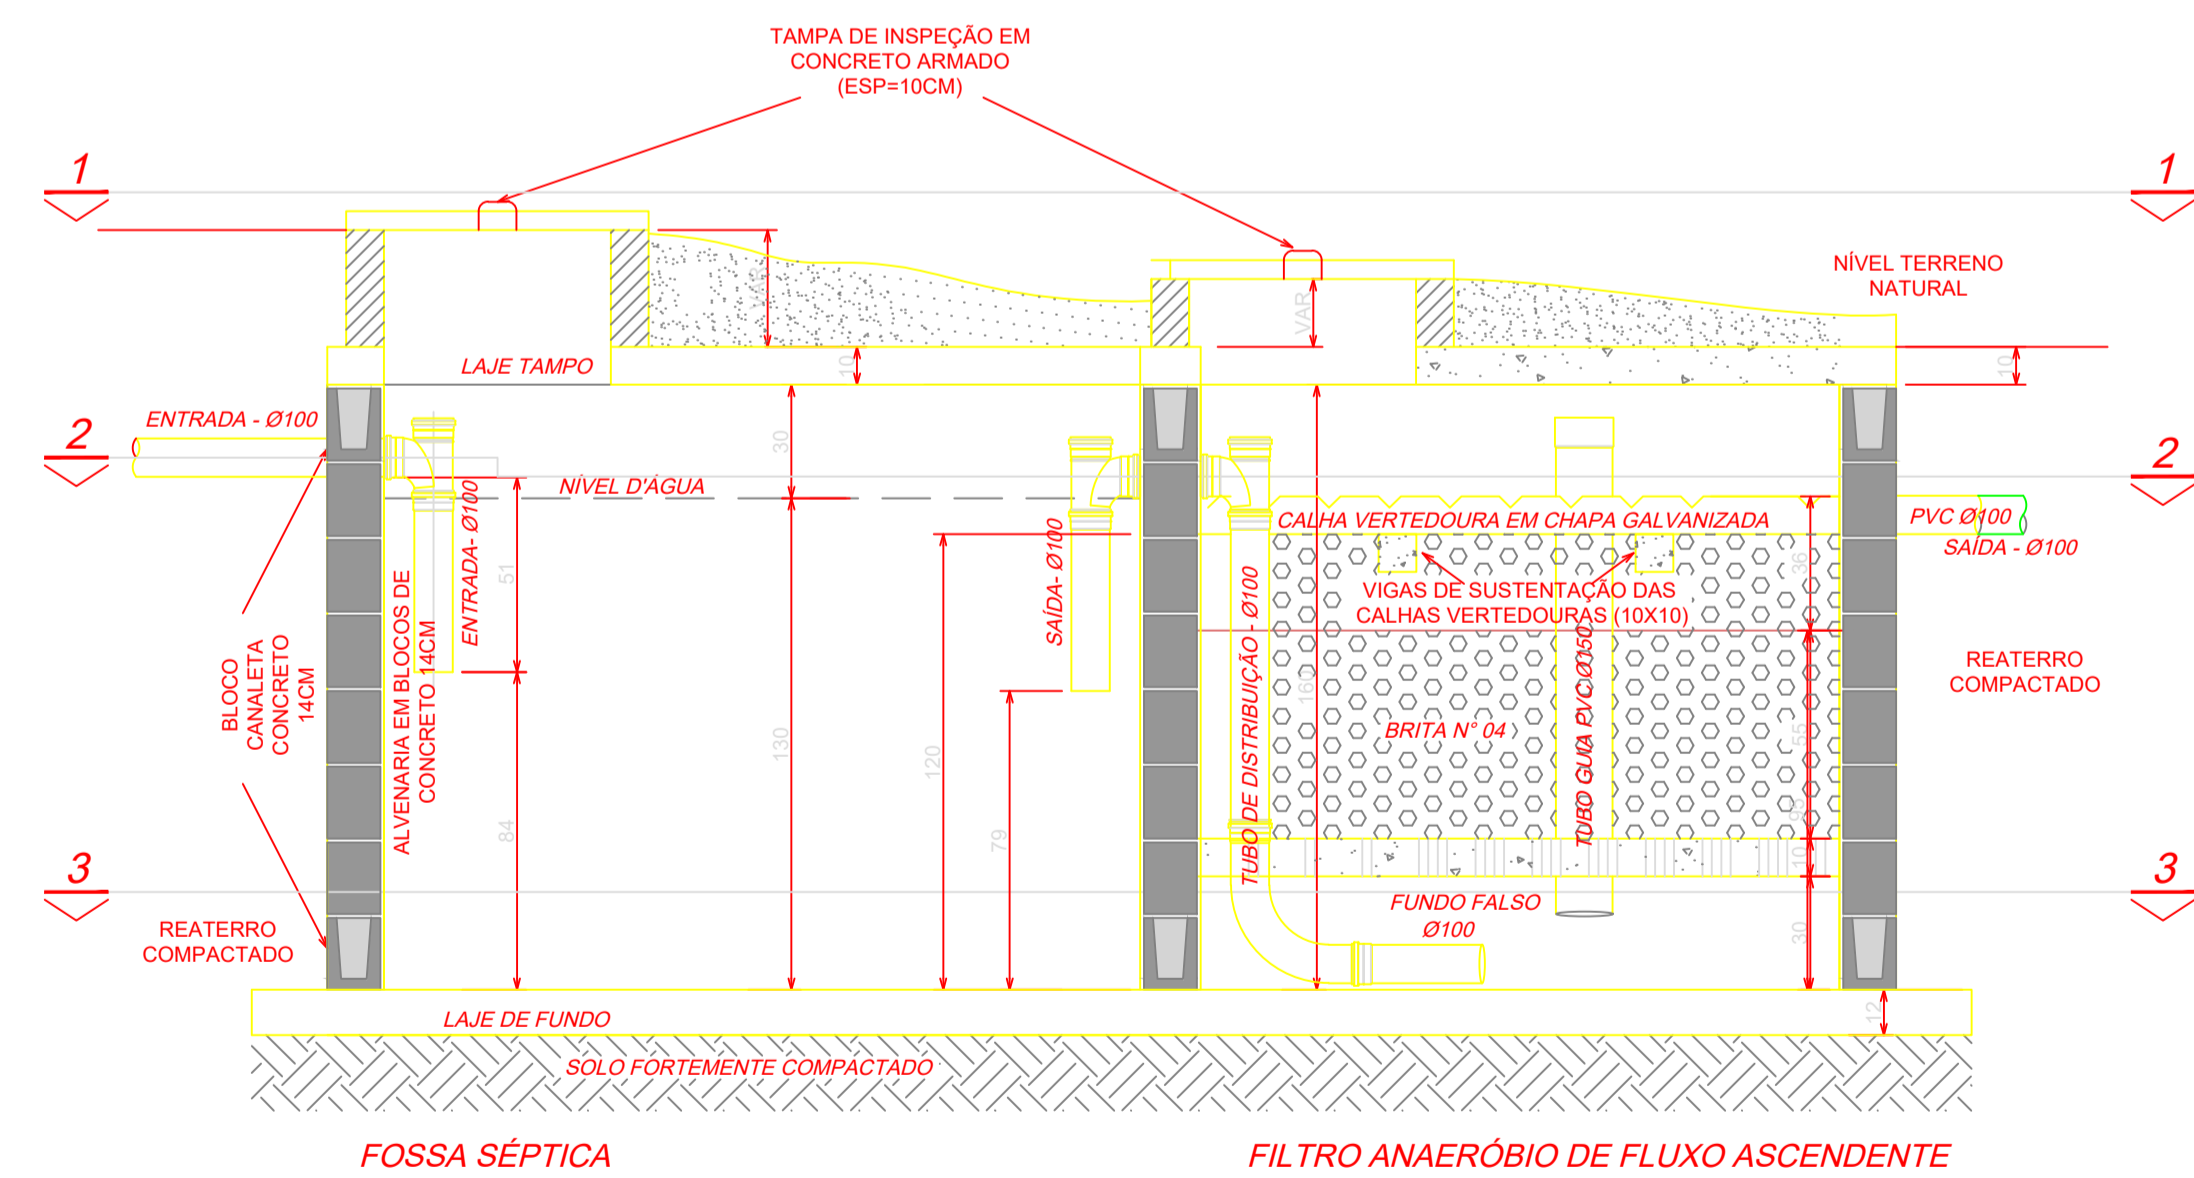 TAMPA DE INSPEÇÃO EM
CONCRETO ARMADO
(ESP=10CM)
1
1
NÍVEL TERRENO
NATURAL
VAR
VAR
LAJE TAMPO
10
10
ENTRADA - Ø100
2
2
30
NÍVEL D'ÁGUA
CALHA VERTEDOURA EM CHAPA GALVANIZADA
PVC Ø100
SAÍDA - Ø100
ENTRADA- Ø100
51
SAÍDA- Ø100
36
VIGAS DE SUSTENTAÇÃO DAS
CALHAS VERTEDOURAS (10X10)
BLOCO
CANALETA
CONCRETO
14CM
ALVENARIA EM BLOCOS DE
CONCRETO 14CM
REATERRO
COMPACTADO
TUBO DE DISTRIBUIÇÃO - Ø100
160
TUBO GUIA PVC Ø150
BRITA N° 04
130
120
55
84
79
95
10
3
3
REATERRO
COMPACTADO
FUNDO FALSO
Ø100
30
LAJE DE FUNDO
12
SOLO FORTEMENTE COMPACTADO
FOSSA SÉPTICA
FILTRO ANAERÓBIO DE FLUXO ASCENDENTE